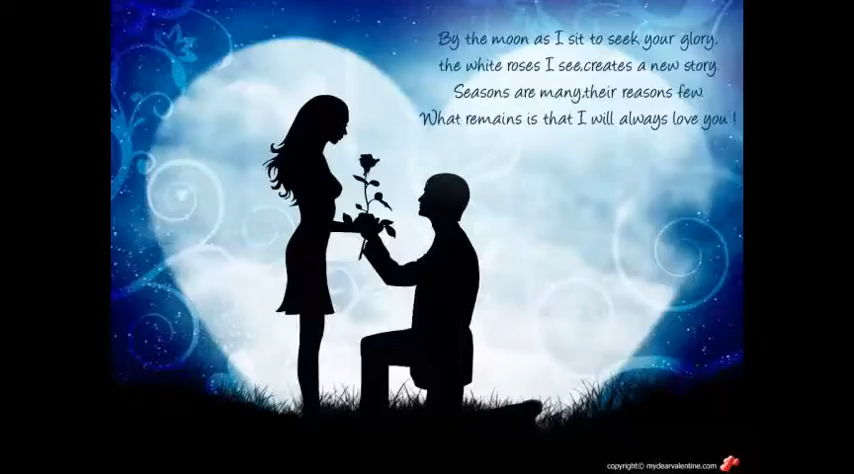 By the moon as I sit to seek your glory,
the white roses I see,creates a new story.
Seasons are many,their reasons few.
What remains is that I will always love you !
copyright© mydearvalentine.com